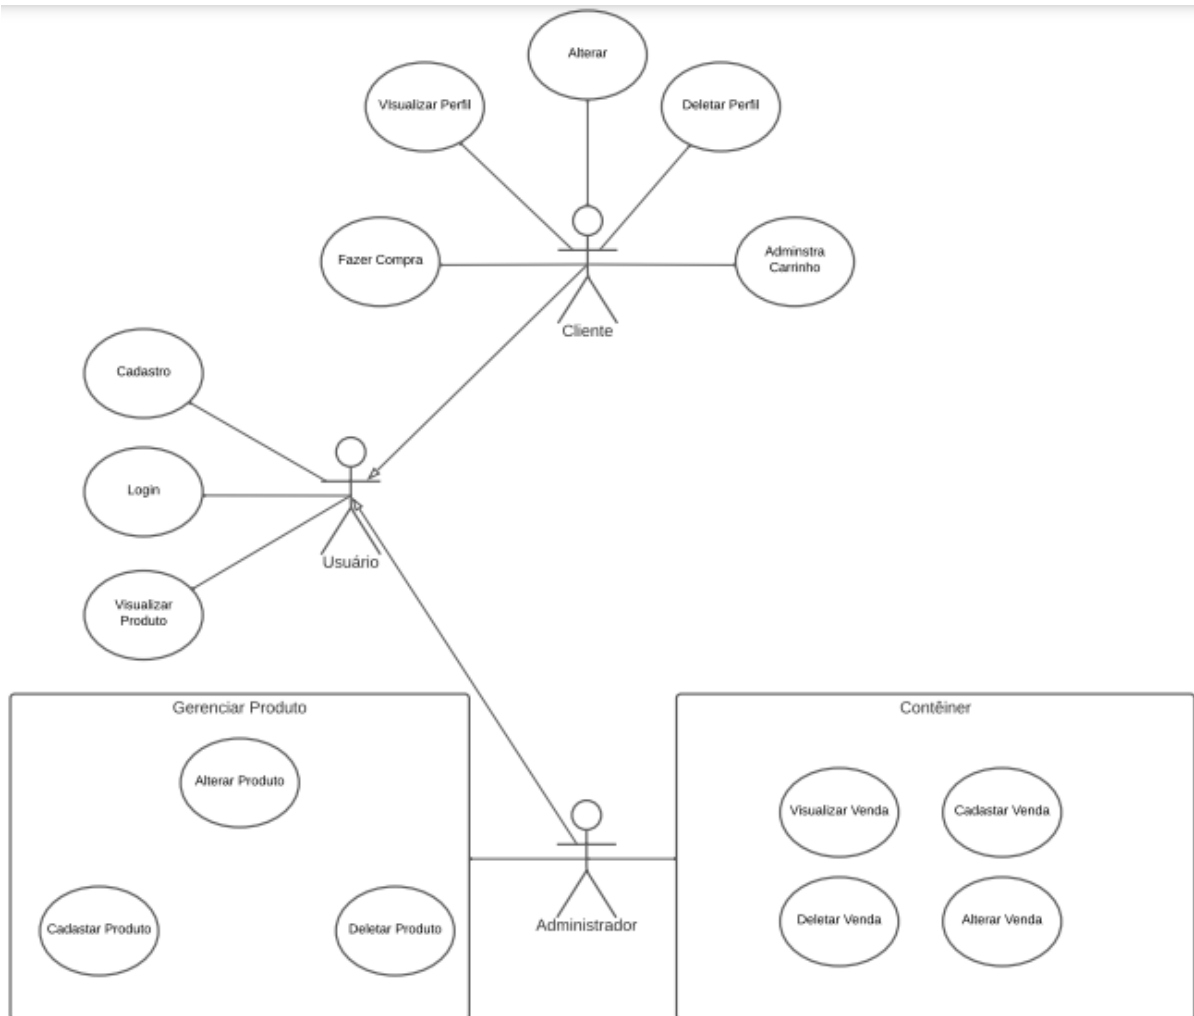 Alterar
Visualizar Perfil
Deletar Perfil
Fazer Compra
Adminstra
Carrinho
Cliente
Cadastro
Login
Usuário
Visualizar
Produto
Gerenciar Produto
Contêiner
Alterar Produto
Visualizar Venda
Cadastar Venda
Cadastar Produto
Deletar Produto
Administrador
Deletar Venda
Alterar Venda